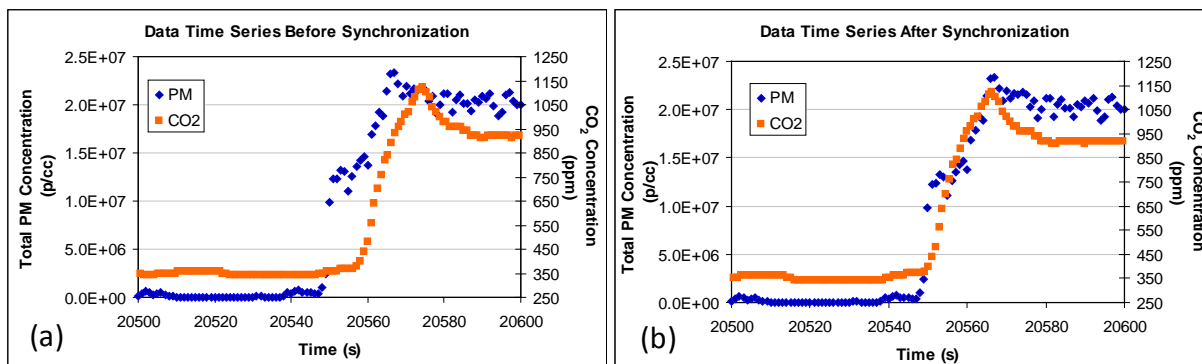 Data Time Series Before Synchronization
2.5E+07
2.0E+07
1.5E+07
1.0E+07
5.0E+06
0.0E+00
Total PM Concentration
(p/cc)
PM
CO2
1250
1150
1050
950
850
750
650
550
450
350
250
CO2 Concentration
(ppm)
20500
20520
20540
20560
20580
20600
Time (s)
(a)
Data Time Series After Synchronization
2.5E+07
2.0E+07
1.5E+07
1.0E+07
5.0E+06
0.0E+00
Total PM Concentration
(p/cc)
PM
CO2
1250
1150
1050
950
850
750
650
550
450
350
250
CO2 Concentration
(ppm)
20500
20520
20540
20560
20580
20600
Time (s)
(b)